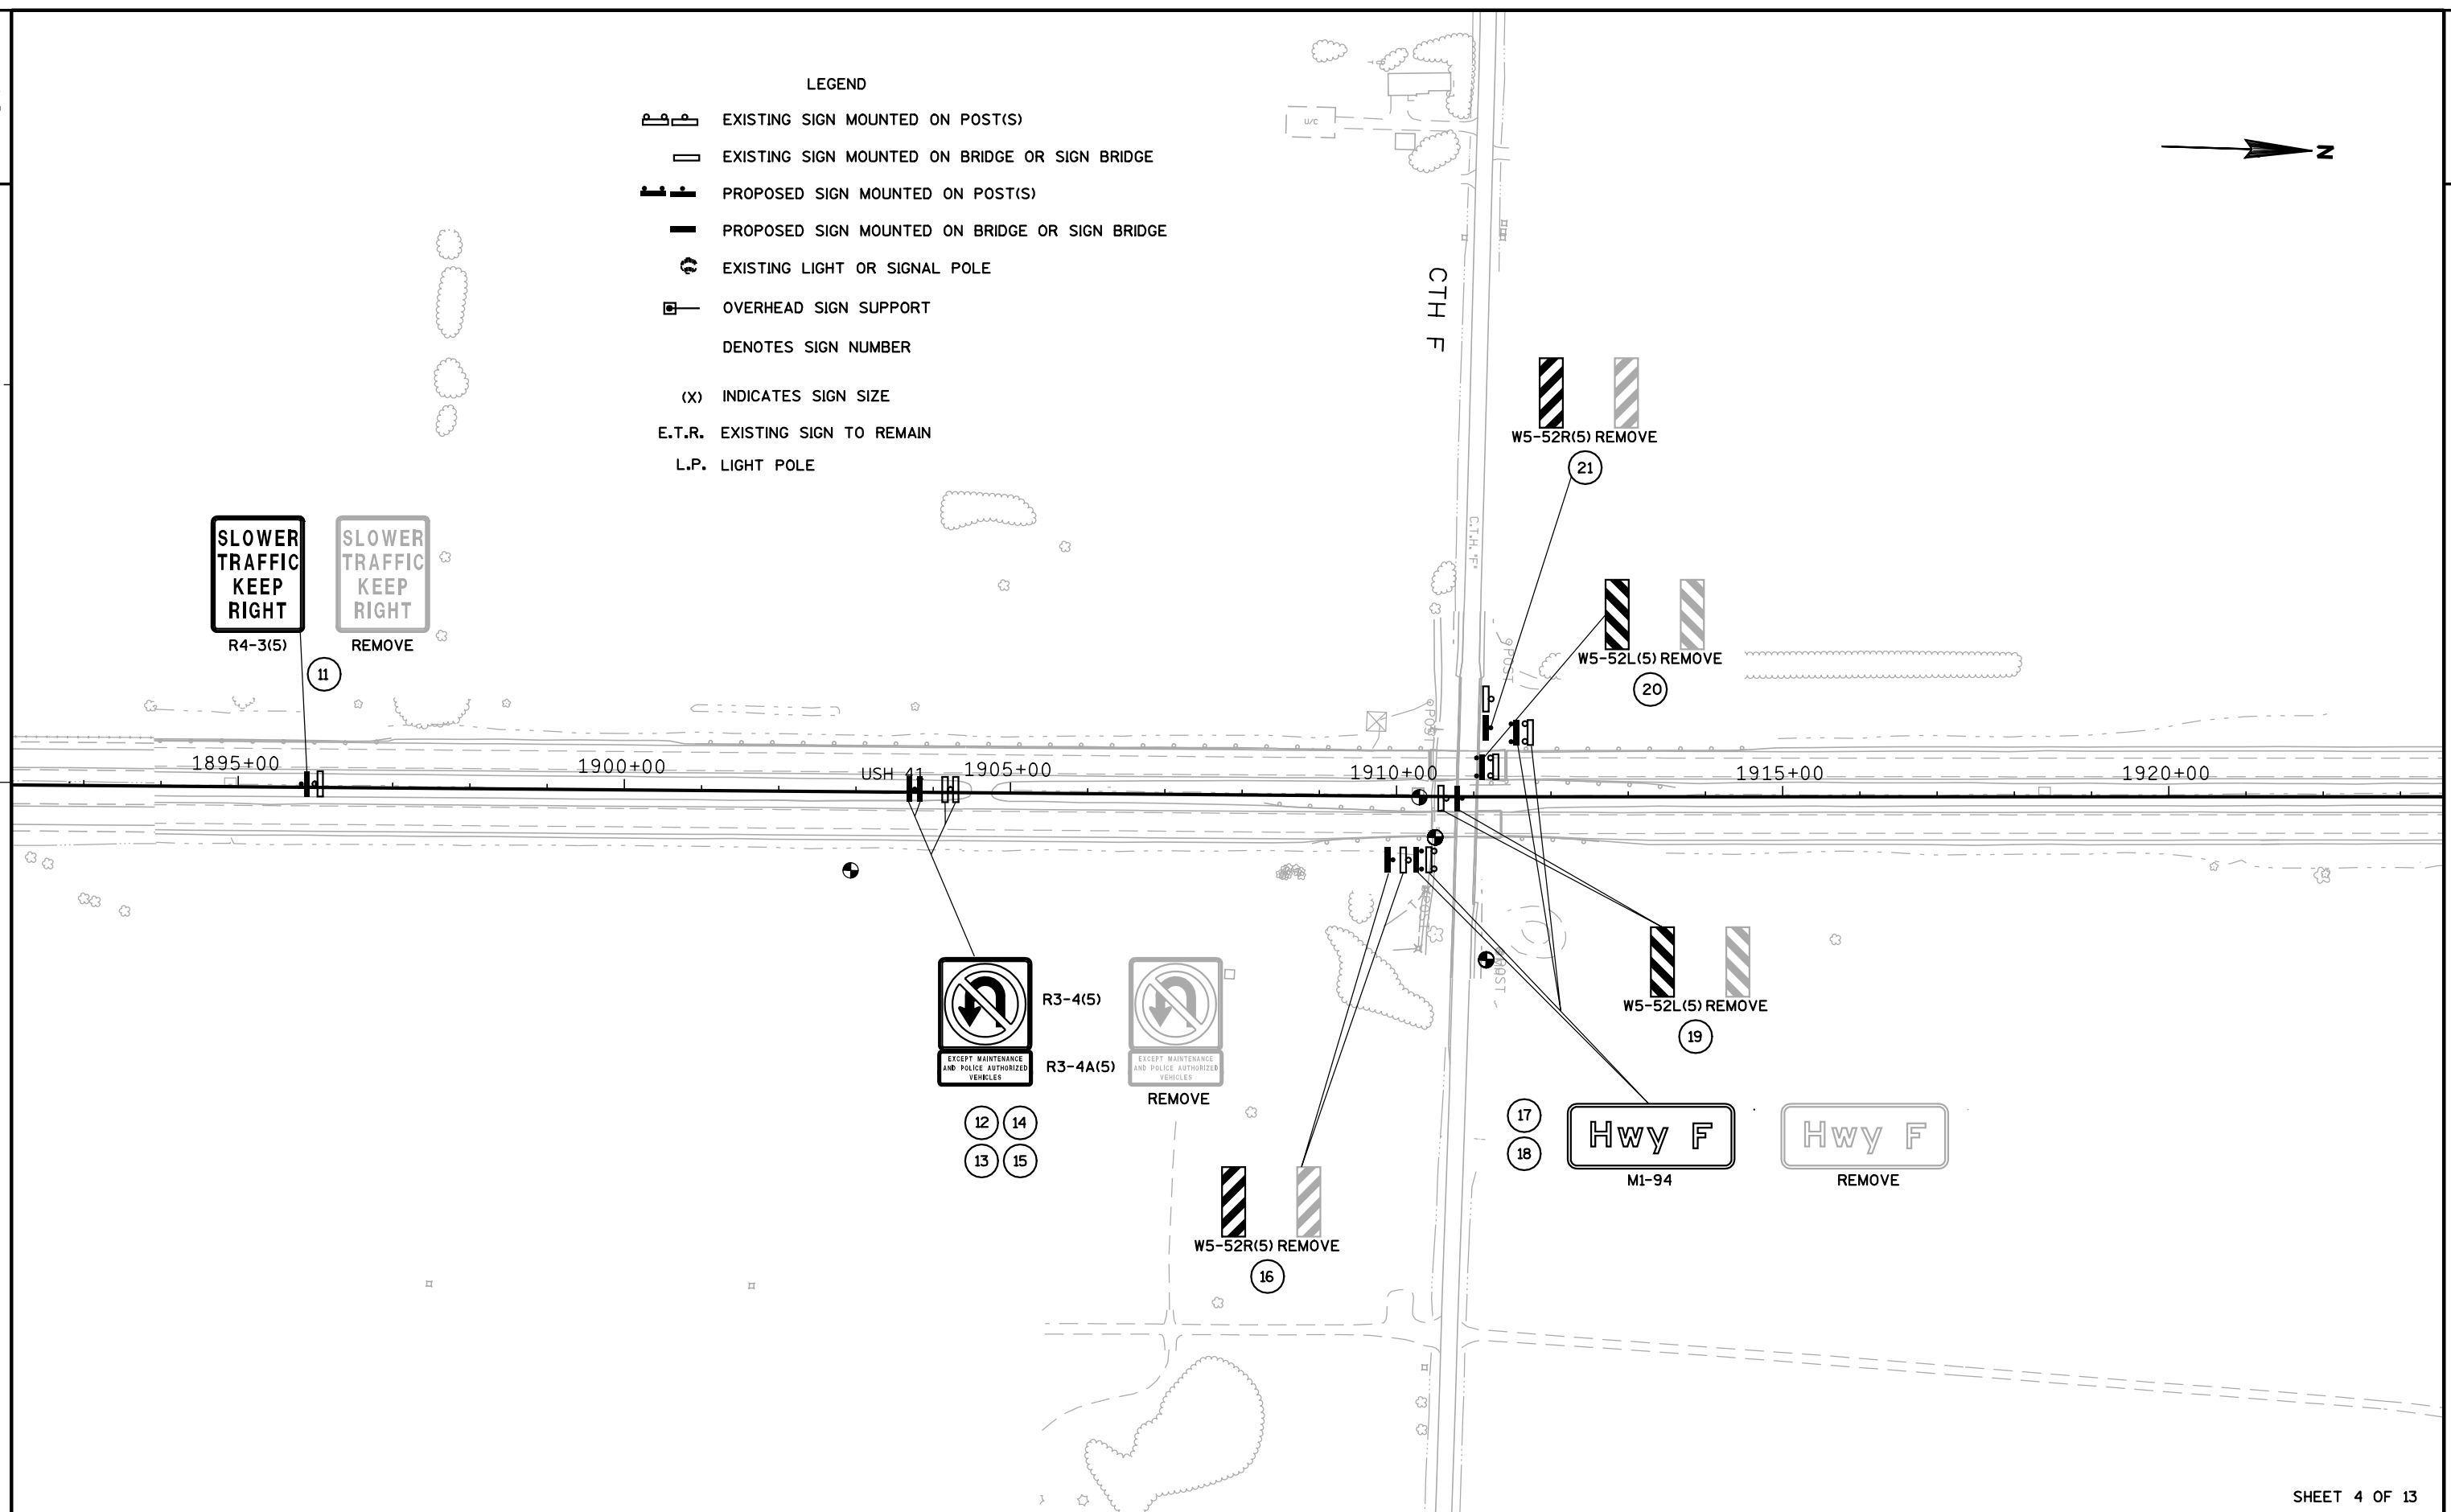 LEGEND
EXISTING SIGN MOUNTED ON POST(S)
EXISTING SIGN MOUNTED ON BRIDGE OR SIGN BRIDGE
PROPOSED SIGN MOUNTED ON POST(S)
PROPOSED SIGN MOUNTED ON BRIDGE OR SIGN BRIDGE
EXISTING LIGHT OR SIGNAL POLE
OVERHEAD SIGN SUPPORT
DENOTES SIGN NUMBER
(X) INDICATES SIGN SIZE
E.T.R. EXISTING SIGN TO REMAIN
L.P. LIGHT POLE
U/C
N
CTH F
C.T.H. "F"
W5-52R(5) REMOVE
21
SLOWER
TRAFFIC
KEEP
RIGHT
R4-3(5)
SLOWER
TRAFFIC
KEEP
RIGHT
REMOVE
11
W5-52L(5) REMOVE
20
POST
1895+00
1900+00
USH 41
1905+00
1910+00
1915+00
1920+00
W5-52L(5) REMOVE
19
R3-4(5)
EXCEPT MAINTENANCE
AND POLICE AUTHORIZED
VEHICLES
R3-4A(5)
EXCEPT MAINTENANCE
AND POLICE AUTHORIZED
VEHICLES
REMOVE
12 14
13 15
17
18
Hwy F
M1-94
Hwy F
REMOVE
W5-52R(5) REMOVE
16
SHEET 4 OF 13